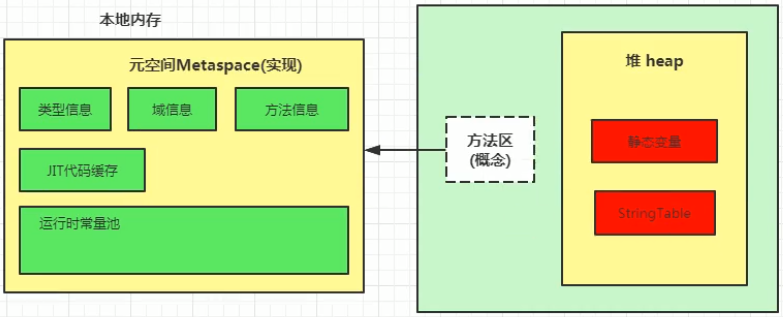 本地内存
元空间Metaspace(实现)
类型信息
域信息
方法信息
JIT代码缓存
运行时常量池
方法区
(概念)
堆 heap
静态变量
StringTable